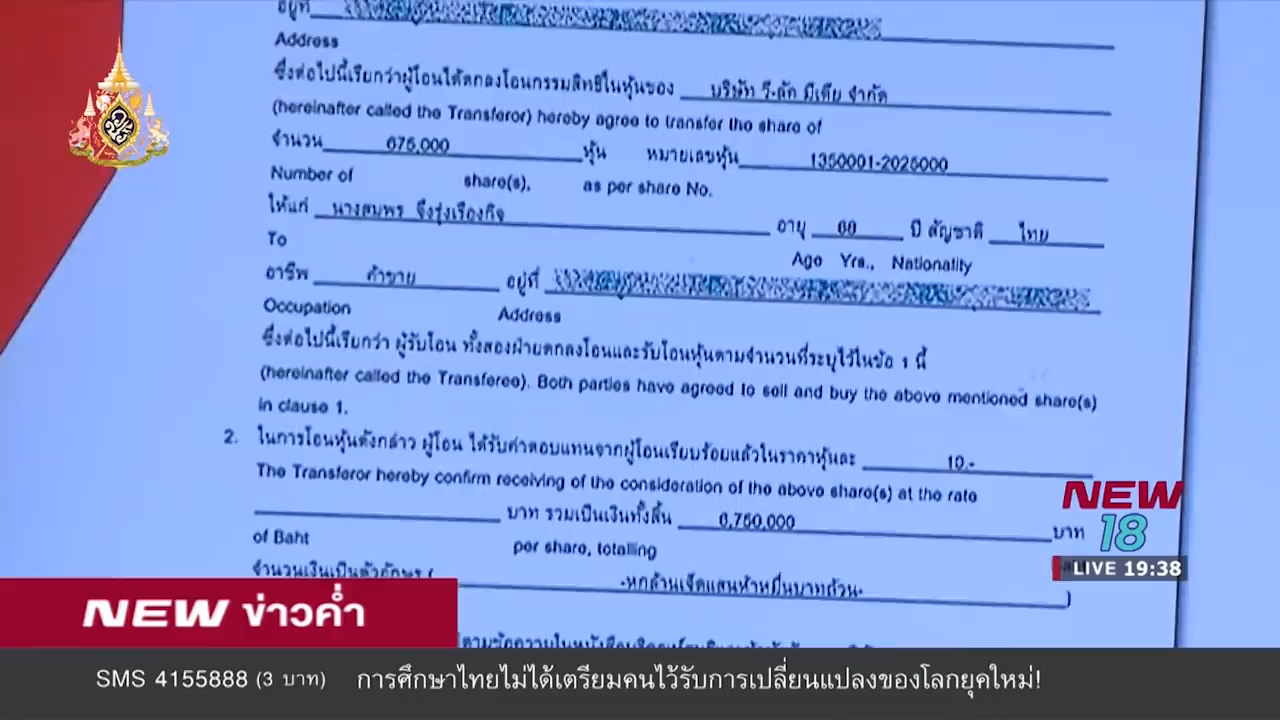 อยู่ที่
Address
ซึ่งต่อไปนี้เรียกว่าผู้โอนได้ตกลงโอนกรรมสิทธิในหุ้นของ บริษัท วี-ลัค มีเดีย จำกัด
(hereinafter called the Transferor) hereby agree to transfer the share of
จำนวน 675,000 หุ้น หมายเลขหุ้น 1350001-2025000
Number of share(s), as per share No.
ให้แก่ นางสมพร จึงรุ่งเรืองกิจ อายุ ปี สัญชาติ ไทย
To Age Yrs., Nationality
อาชีพ ค้าขาย อยู่ที่
Occupation Address
ซึ่งต่อไปนี้เรียกว่า ผู้รับโอน ทั้งสองฝ่ายตกลงโอนและรับโอนหุ้นตามจำนวนที่ระบุไว้ในข้อ 1 นี้
(hereinafter called the Transferee). Both parties have agreed to sell and buy the above mentioned share(s)
in clause 1.
2. ในการโอนหุ้นดังกล่าว ผู้โอน ได้รับค่าตอบแทนจากผู้โอนเรียบร้อยแล้วในราคาหุ้นละ 10.-
The Transferor hereby confirm receiving of the consideration of the above share(s) at the rate
บาท รวมเป็นเงินทั้งสิ้น 6,750,000 บาท
of Baht per share, totalling
จำนวนเงินเป็นตัวอักษร ( -หกล้านเจ็ดแสนห้าหมื่นบาทถ้วน- )
NEW
18
LIVE 19:38
NEW ข่าวค่ำ
SMS 4155888 (3 บาท) การศึกษาไทยไม่ได้เตรียมคนไว้รับการเปลี่ยนแปลงของโลกยุคใหม่!